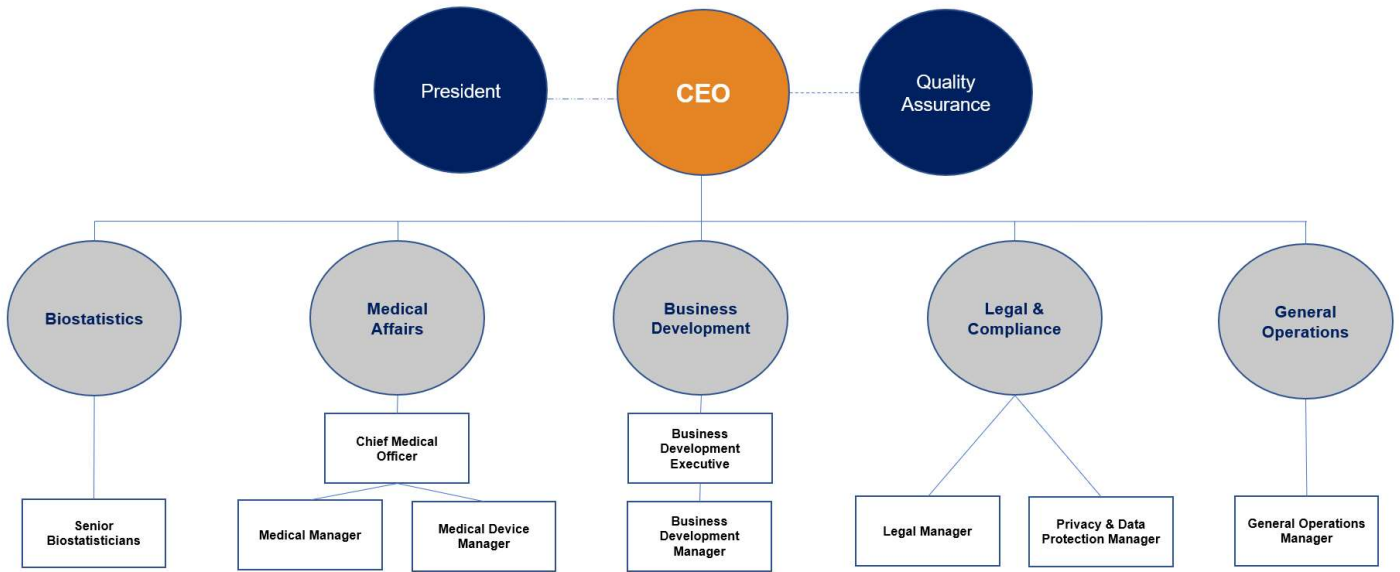 President
CEO
Quality
Assurance
Biostatistics
Medical
Affairs
Business
Development
Legal &
Compliance
General
Operations
Chief Medical
Officer
Business
Development
Executive
Senior
Biostatisticians
Medical Manager
Medical Device
Manager
Business
Development
Manager
Legal Manager
Privacy & Data
Protection Manager
General Operations
Manager